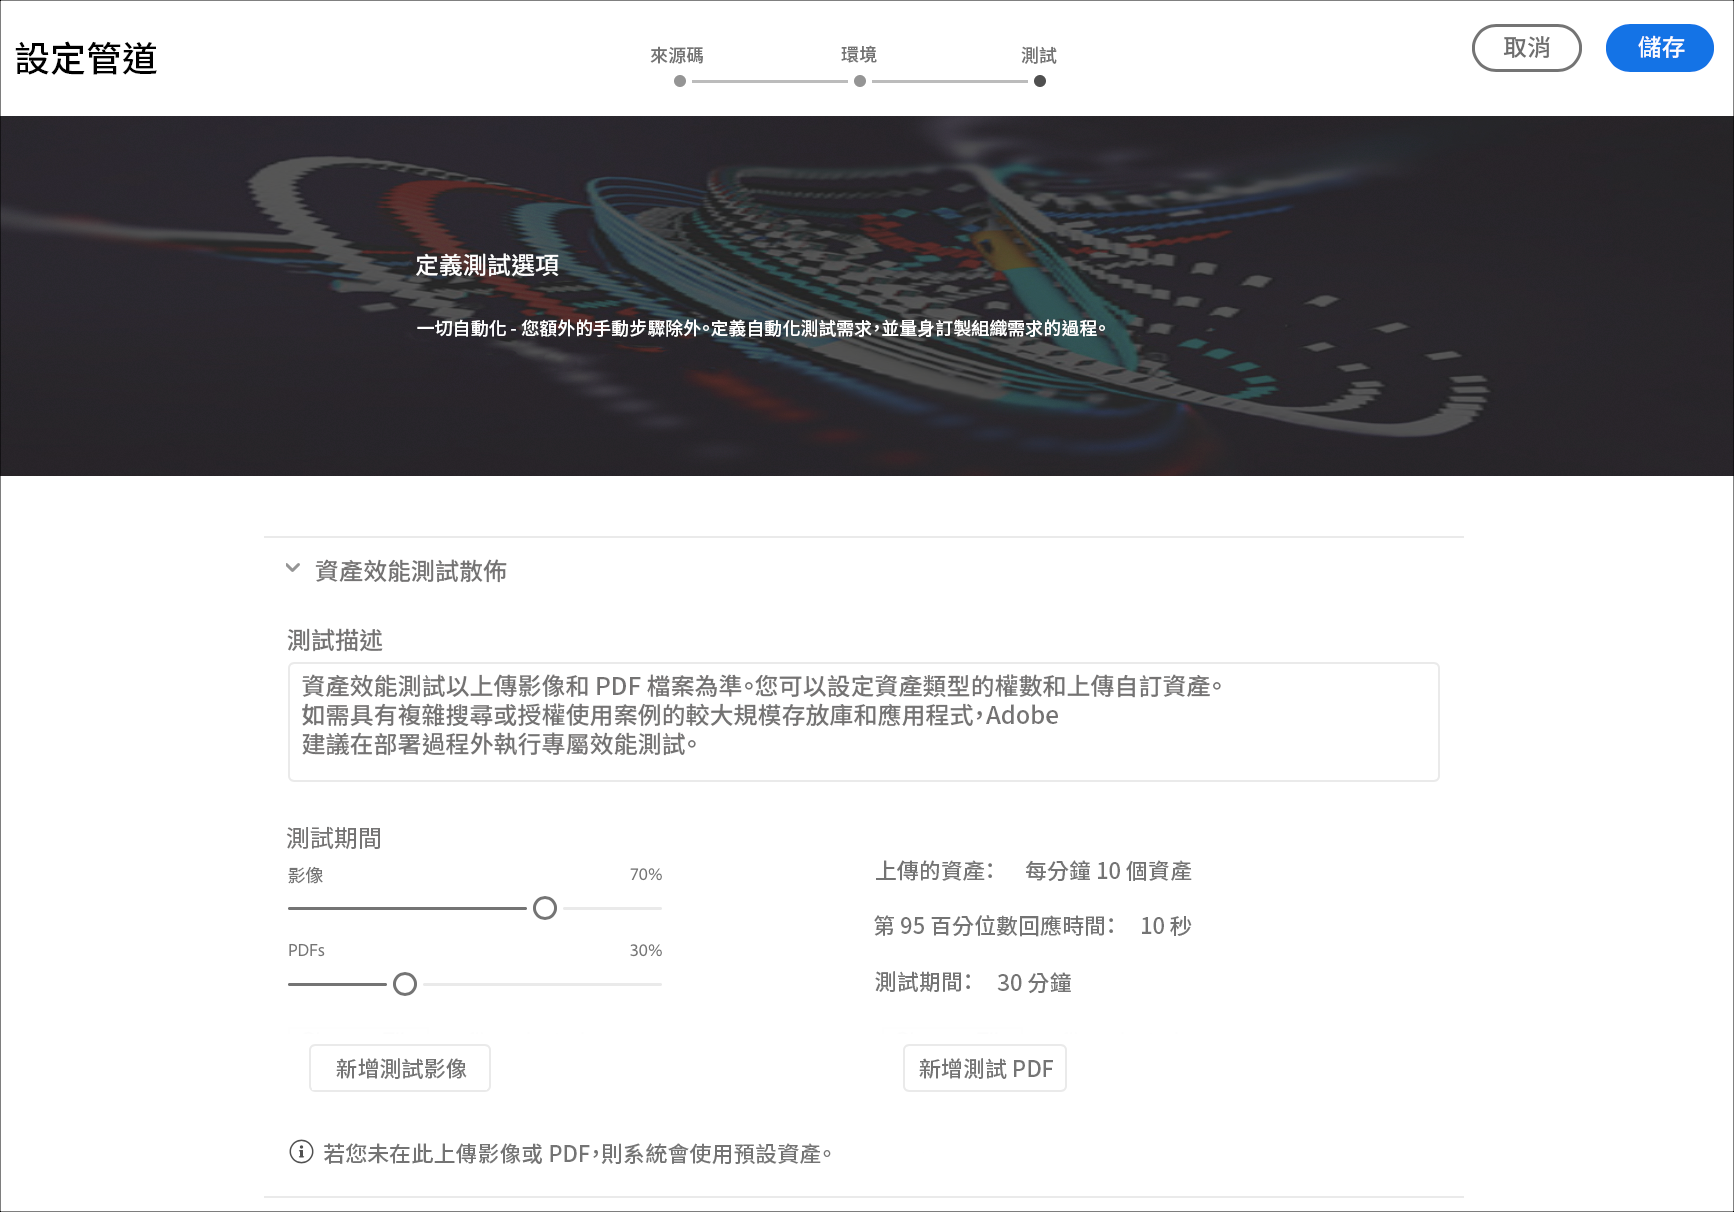 設定管道
來源碼
環境
測試
取消
儲存
定義測試選項
一切自動化 - 您額外的手動步驟除外。定義自動化測試需求，並量身訂製組織需求的過程。
資產效能測試散佈
測試描述
資產效能測試以上傳影像和 PDF 檔案為準。您可以設定資產類型的權數和上傳自訂資產。
如需具有複雜搜尋或授權使用案例的較大規模存放庫和應用程式，Adobe
建議在部署過程外執行專屬效能測試。
測試期間
影像 70%
PDFs 30%
上傳的資產： 每分鐘 10 個資產
第 95 百分位數回應時間： 10 秒
測試期間： 30 分鐘
新增測試影像
新增測試 PDF
若您未在此上傳影像或 PDF，則系統會使用預設資產。